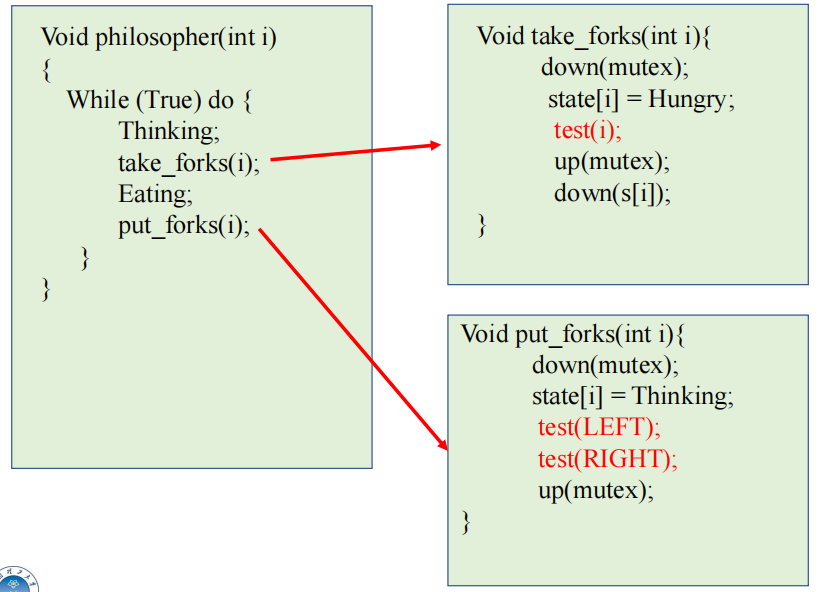 Void philosopher(int i)
{
While (True) do {
Thinking;
take_forks(i);
Eating;
put_forks(i);
}
}
Void take_forks(int i){
down(mutex);
state[i] = Hungry;
test(i);
up(mutex);
down(s[i]);
}
Void put_forks(int i){
down(mutex);
state[i] = Thinking;
test(LEFT);
test(RIGHT);
up(mutex);
}